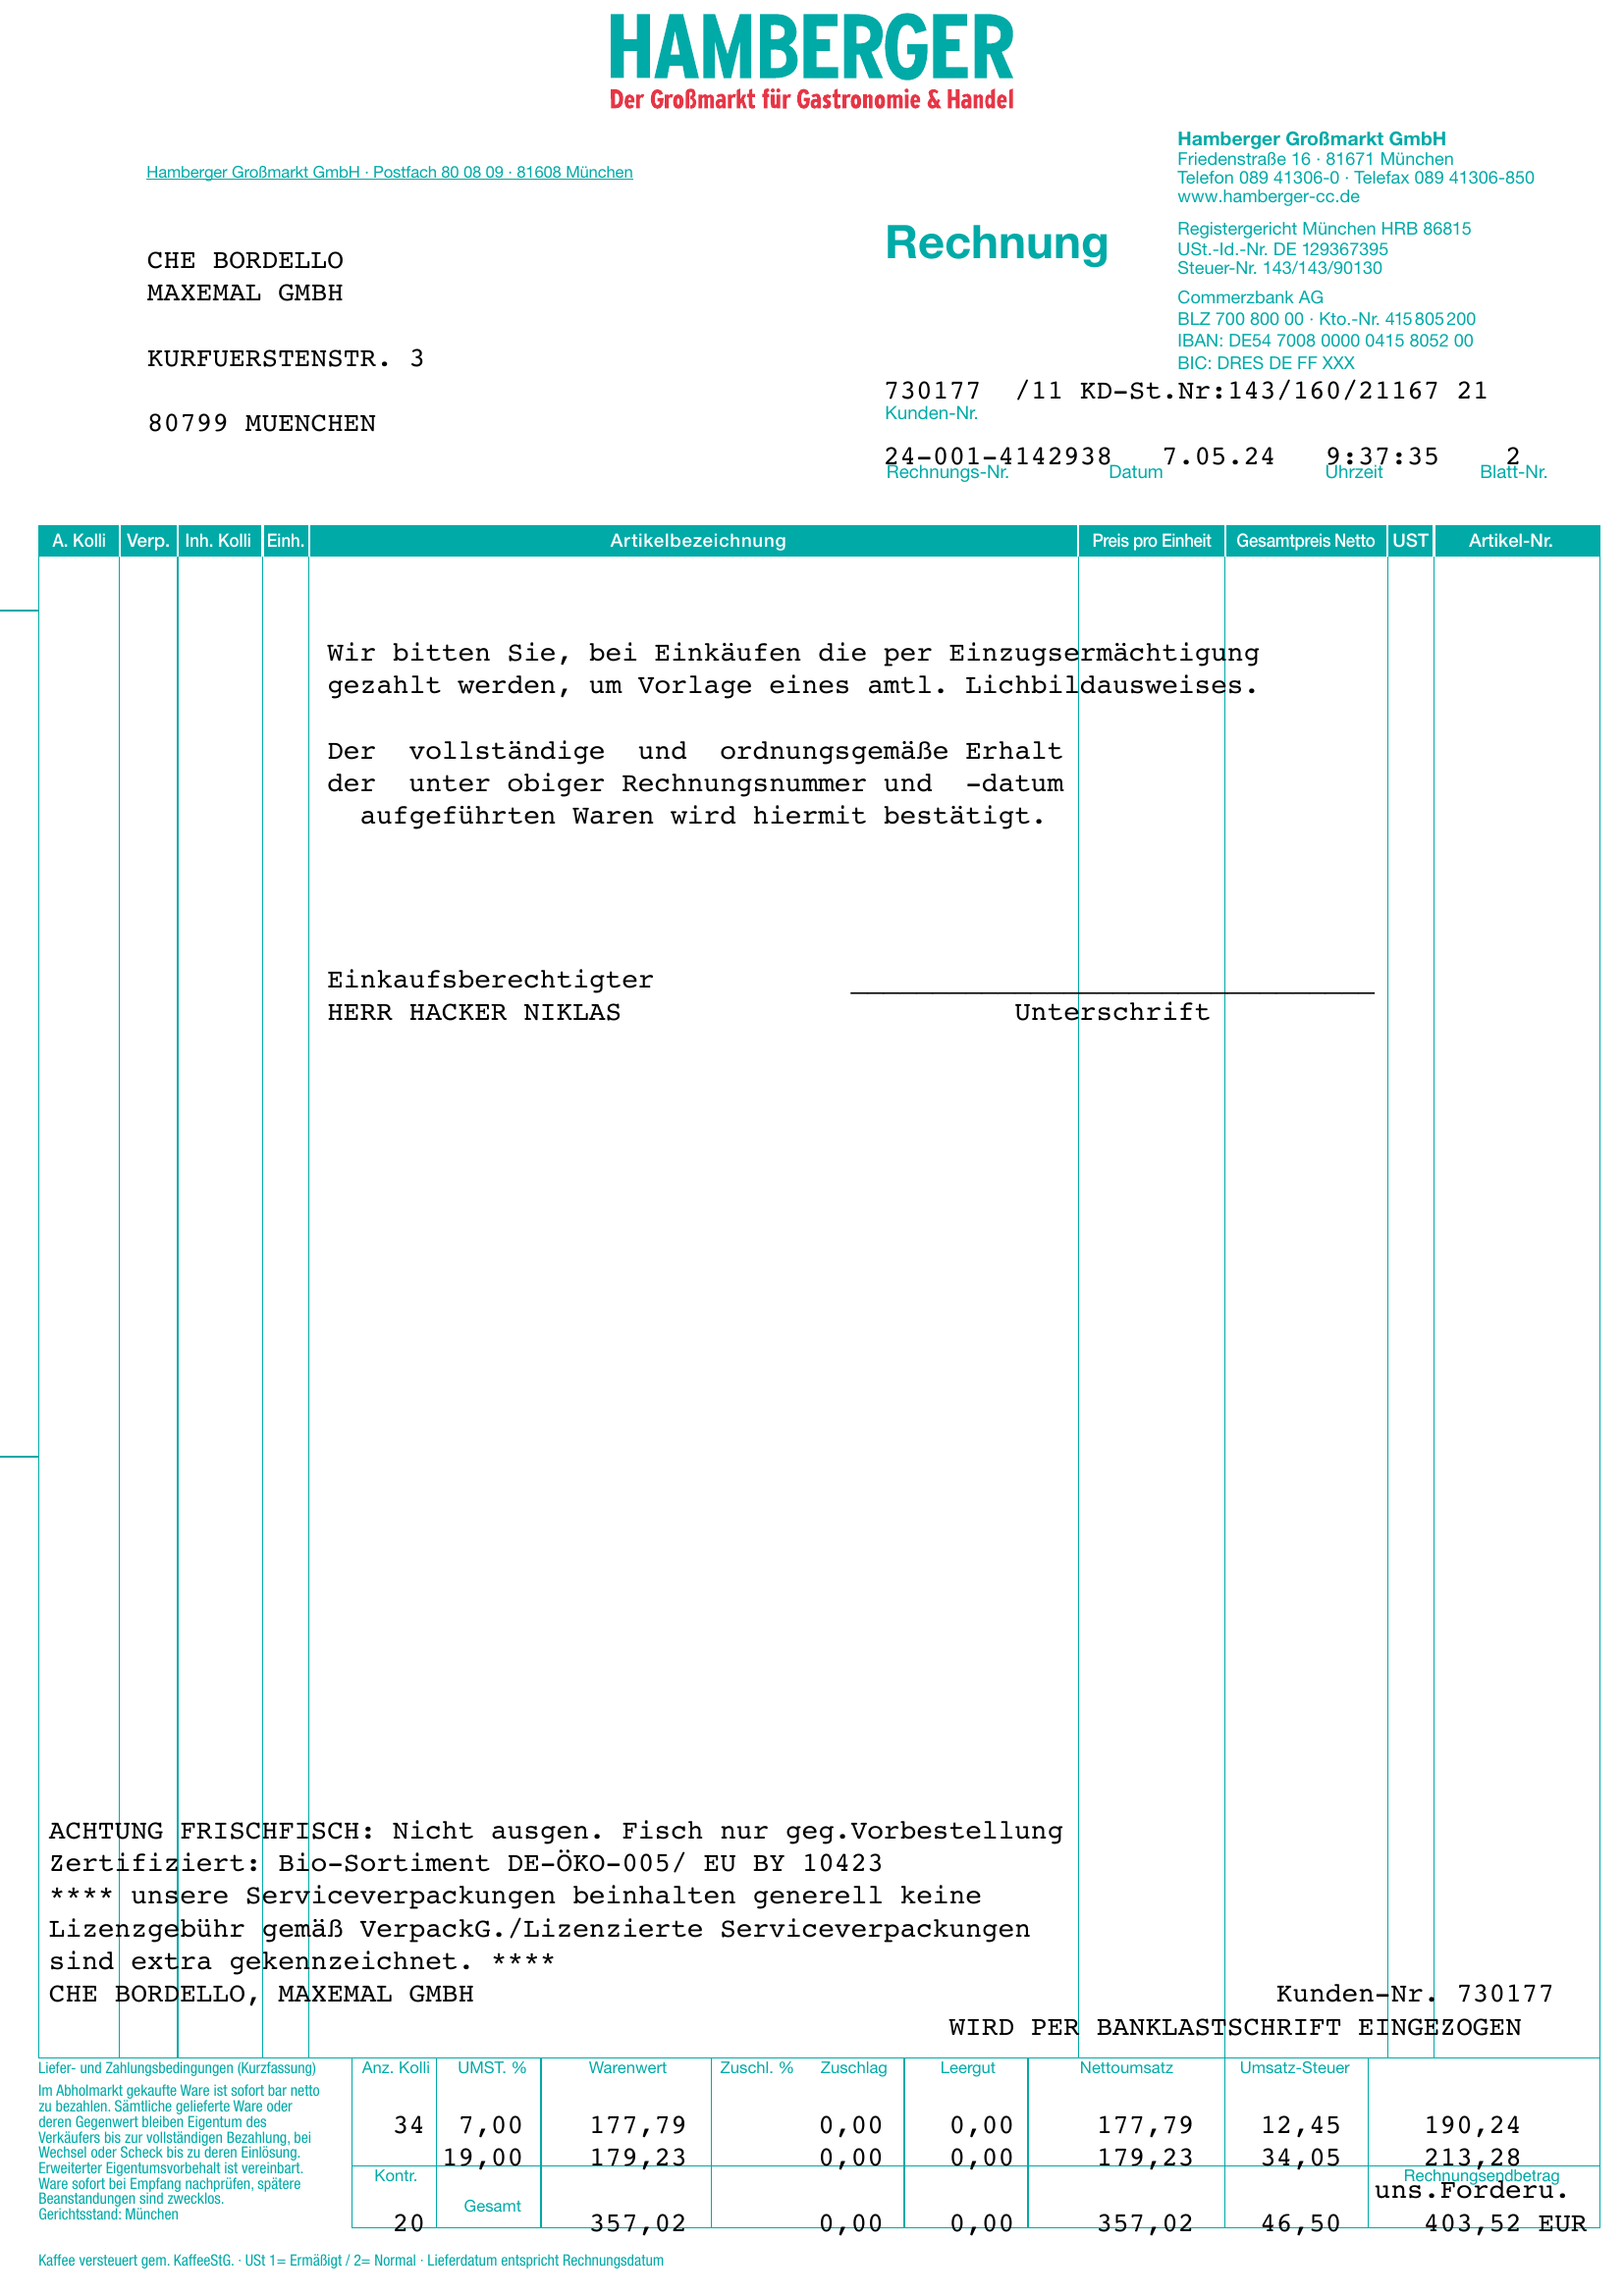 HAMBERGER
Der Großmarkt für Gastronomie & Handel
Hamberger Großmarkt GmbH
Friedenstraße 16 · 81671 München
Telefon 089 41306-0 · Telefax 089 41306-850
www.hamberger-cc.de
Hamberger Großmarkt GmbH · Postfach 80 08 09 · 81608 München
Rechnung
Registergericht München HRB 86815
USt.-Id.-Nr. DE 129367395
Steuer-Nr. 143/143/90130
CHE BORDELLO
MAXEMAL GMBH
Commerzbank AG
BLZ 700 800 00 · Kto.-Nr. 415 805 200
IBAN: DE54 7008 0000 0415 8052 00
BIC: DRES DE FF XXX
KURFUERSTENSTR. 3
80799 MUENCHEN
730177 /11 KD-St.Nr:143/160/21167 21
Kunden-Nr.
24-001-4142938 7.05.24 9:37:35 2
Rechnungs-Nr. Datum Uhrzeit Blatt-Nr.
A. Kolli Verp. Inh. Kolli Einh. Artikelbezeichnung Preis pro Einheit Gesamtpreis Netto UST Artikel-Nr.
Wir bitten Sie, bei Einkäufen die per Einzugsermächtigung
gezahlt werden, um Vorlage eines amtl. Lichbildausweises.
Der vollständige und ordnungsgemäße Erhalt
der unter obiger Rechnungsnummer und -datum
aufgeführten Waren wird hiermit bestätigt.
Einkaufsberechtigter ________________________________
HERR HACKER NIKLAS Unterschrift
ACHTUNG FRISCHFISCH: Nicht ausgen. Fisch nur geg.Vorbestellung
Zertifiziert: Bio-Sortiment DE-ÖKO-005/ EU BY 10423
**** unsere Serviceverpackungen beinhalten generell keine
Lizenzgebühr gemäß VerpackG./Lizenzierte Serviceverpackungen
sind extra gekennzeichnet. ****
CHE BORDELLO, MAXEMAL GMBH Kunden-Nr. 730177
WIRD PER BANKLASTSCHRIFT EINGEZOGEN
Liefer- und Zahlungsbedingungen (Kurzfassung)
Im Abholmarkt gekaufte Ware ist sofort bar netto
zu bezahlen. Sämtliche gelieferte Ware oder
deren Gegenwert bleiben Eigentum des
Verkäufers bis zur vollständigen Bezahlung, bei
Wechsel oder Scheck bis zu deren Einlösung.
Erweiterter Eigentumsvorbehalt ist vereinbart.
Ware sofort bei Empfang nachprüfen, spätere
Beanstandungen sind zwecklos.
Gerichtsstand: München
Anz. Kolli UMST. % Warenwert Zuschl. % Zuschlag Leergut Nettoumsatz Umsatz-Steuer
34 7,00 177,79 0,00 0,00 177,79 12,45 190,24
19,00 179,23 0,00 0,00 179,23 34,05 213,28
Kontr. Rechnungsendbetrag
uns.Forderu.
Gesamt
20 357,02 0,00 0,00 357,02 46,50 403,52 EUR
Kaffee versteuert gem. KaffeeStG. · USt 1= Ermäßigt / 2= Normal · Lieferdatum entspricht Rechnungsdatum